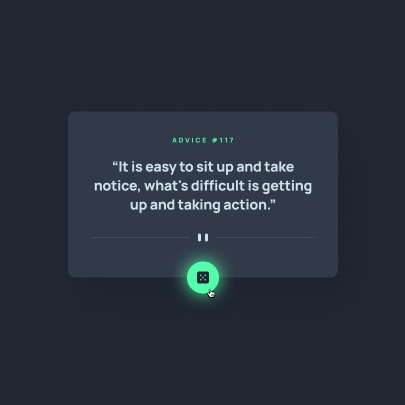 ADVICE #117
“It is easy to sit up and take
notice, what's difficult is getting
up and taking action.”